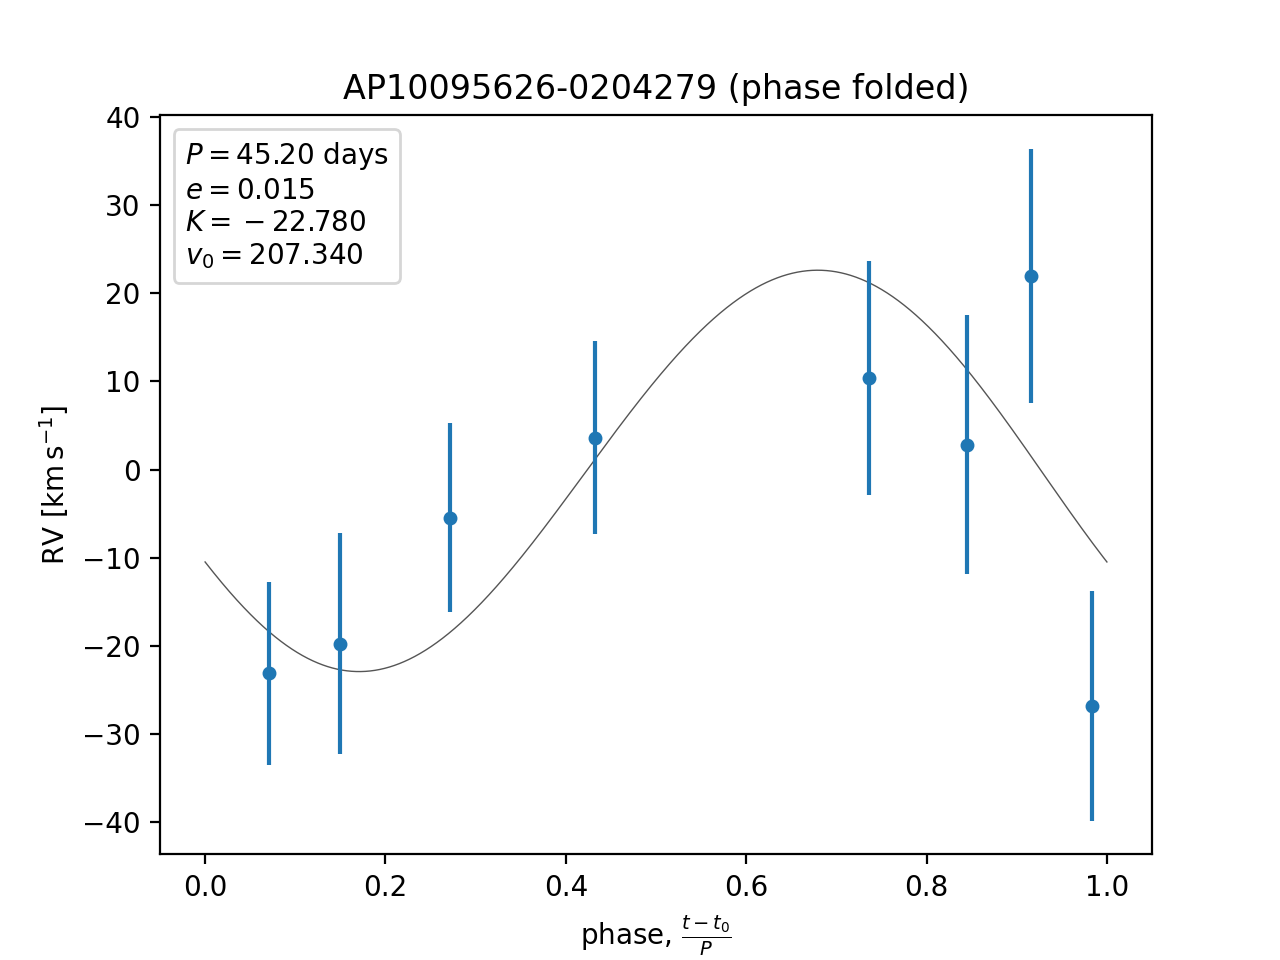 AP10095626-0204279 (phase folded)
P = 45.20 days
e = 0.015
K = −22.780
v₀ = 207.340
40
30
20
10
0
−10
−20
−30
−40
RV [km s⁻¹]
0.0 0.2 0.4 0.6 0.8 1.0
phase, (t − t₀)/P